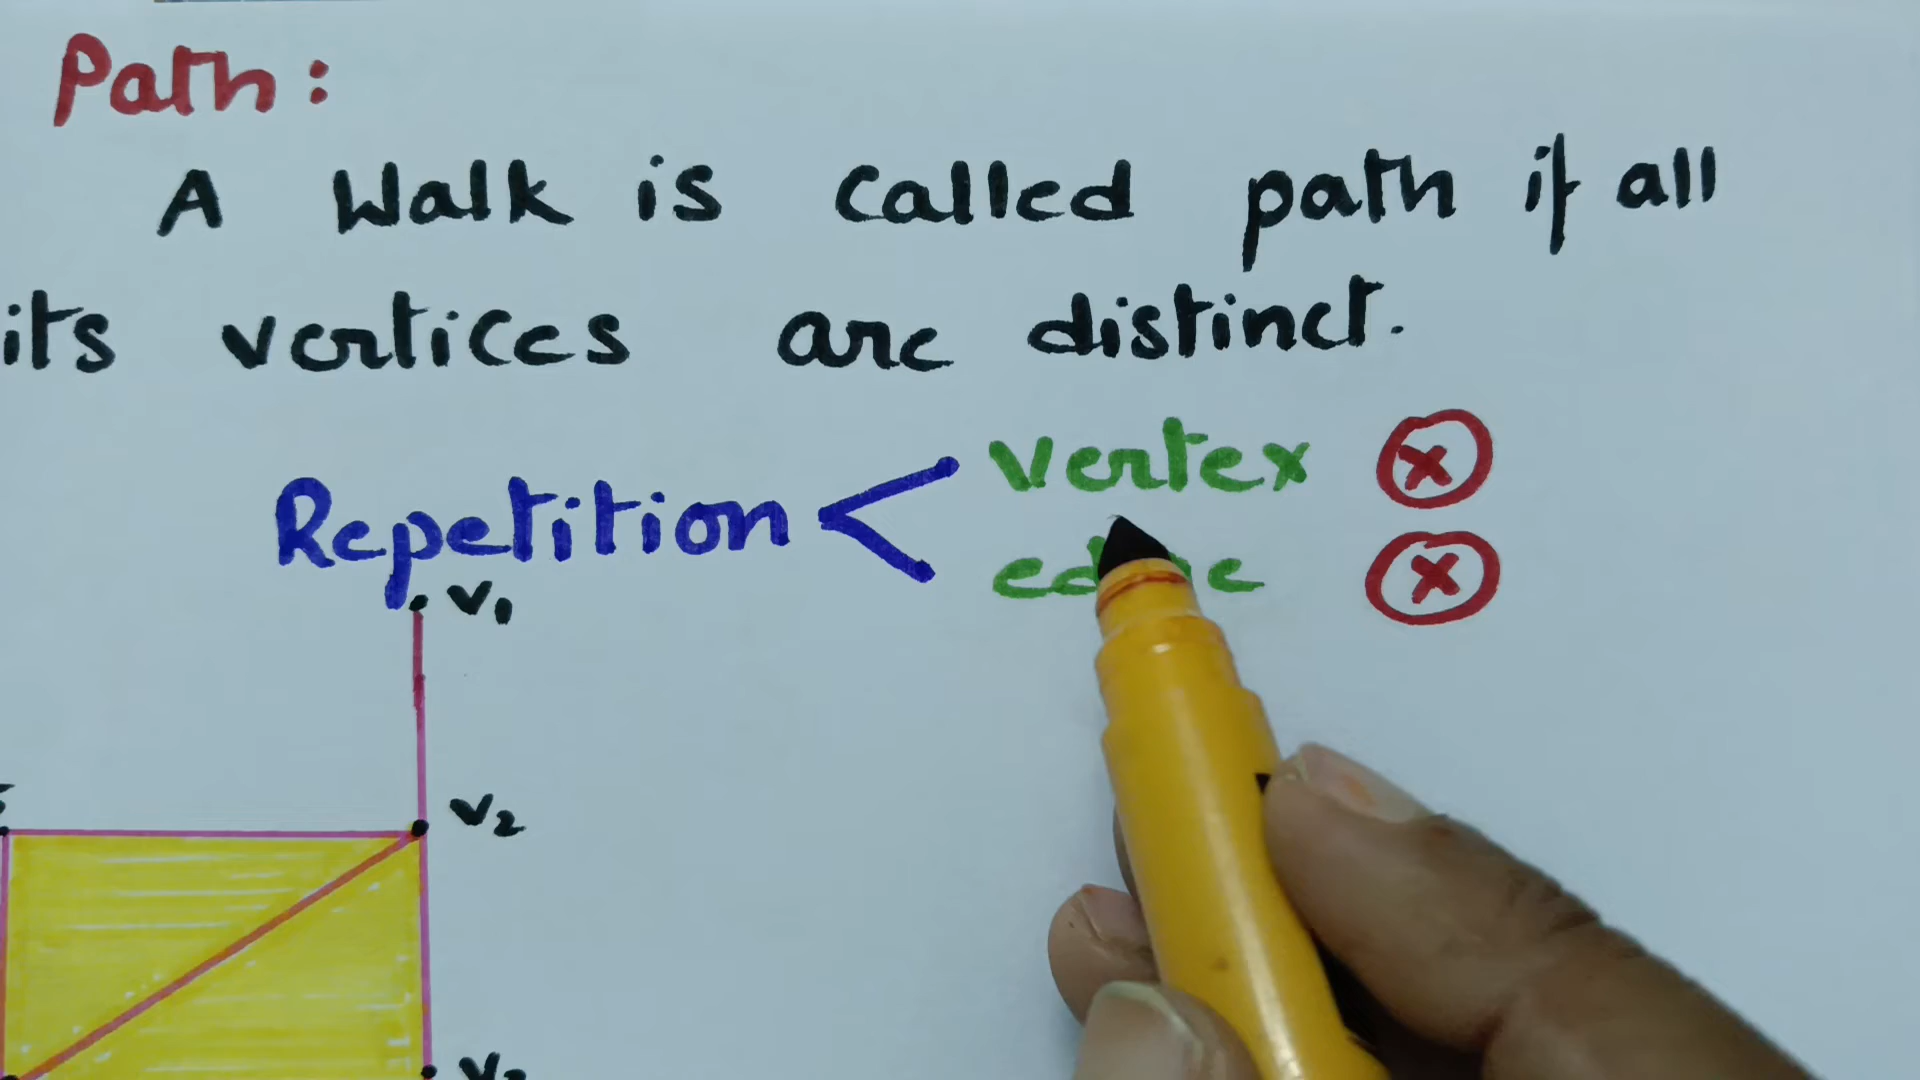 Path:
A Walk is called path if all
its vertices are distinct.
Repetition < vertex x
x
v1
v2